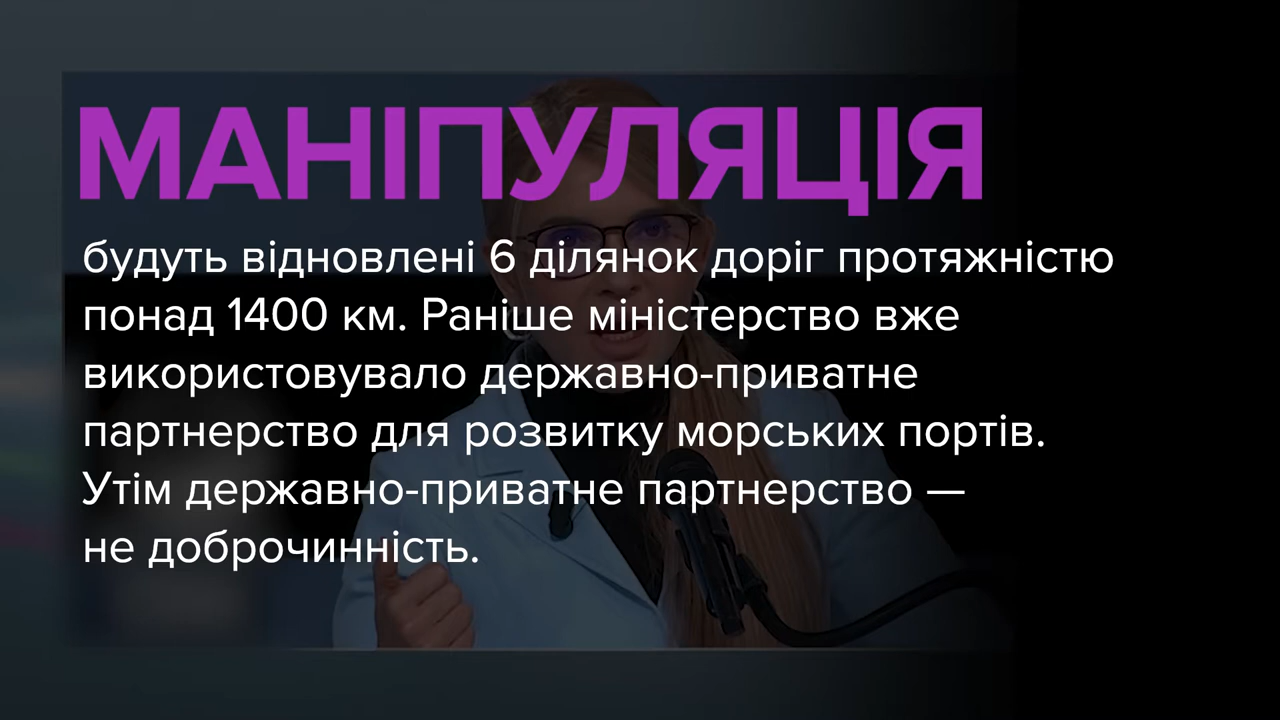 МАНІПУЛЯЦІЯ
будуть відновлені 6 ділянок доріг протяжністю
понад 1400 км. Раніше міністерство вже
використовувало державно-приватне
партнерство для розвитку морських портів.
Утім державно-приватне партнерство —
не доброчинність.